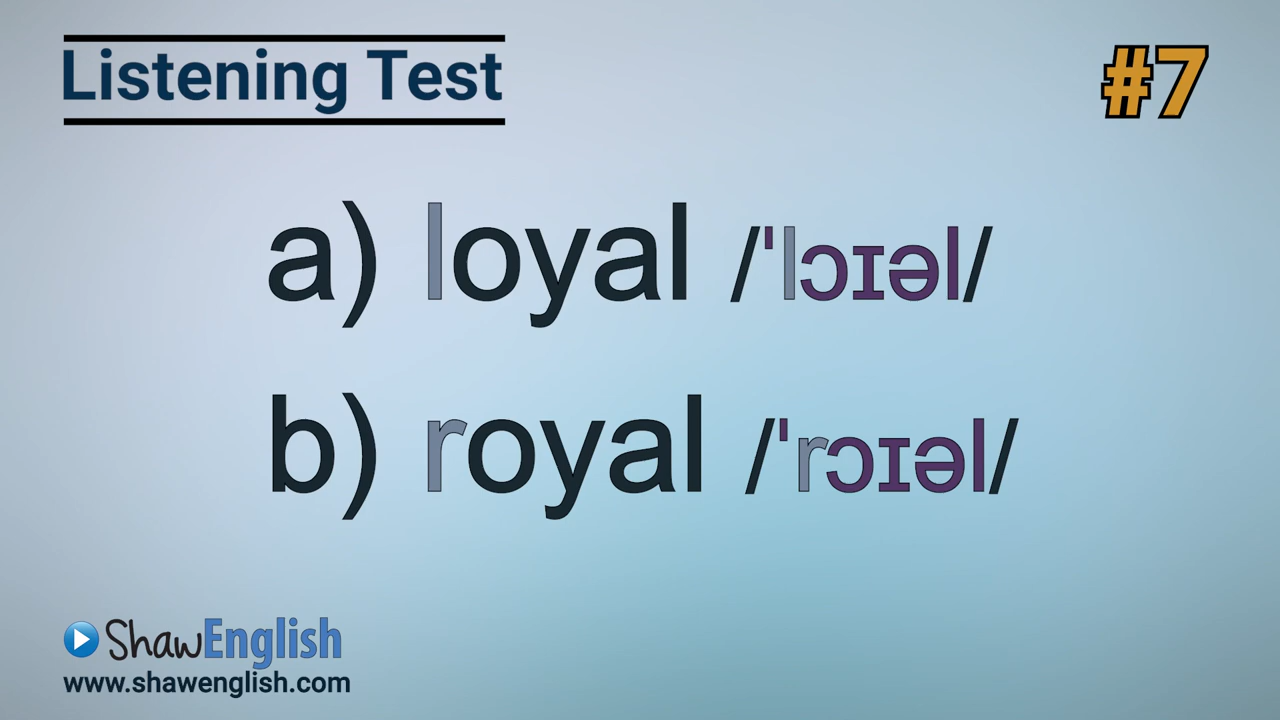 Listening Test
#7
a) loyal /ˈlɔɪəl/
b) royal /ˈrɔɪəl/
ShawEnglish
www.shawenglish.com